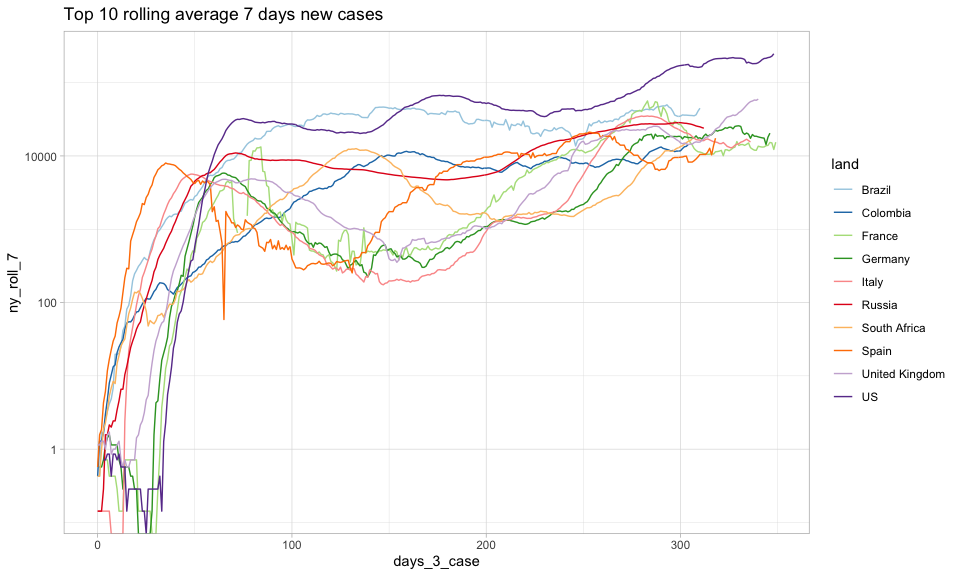 Top 10 rolling average 7 days new cases
ny_roll_7
10000
100
1
0
100
200
300
days_3_case
land
Brazil
Colombia
France
Germany
Italy
Russia
South Africa
Spain
United Kingdom
US